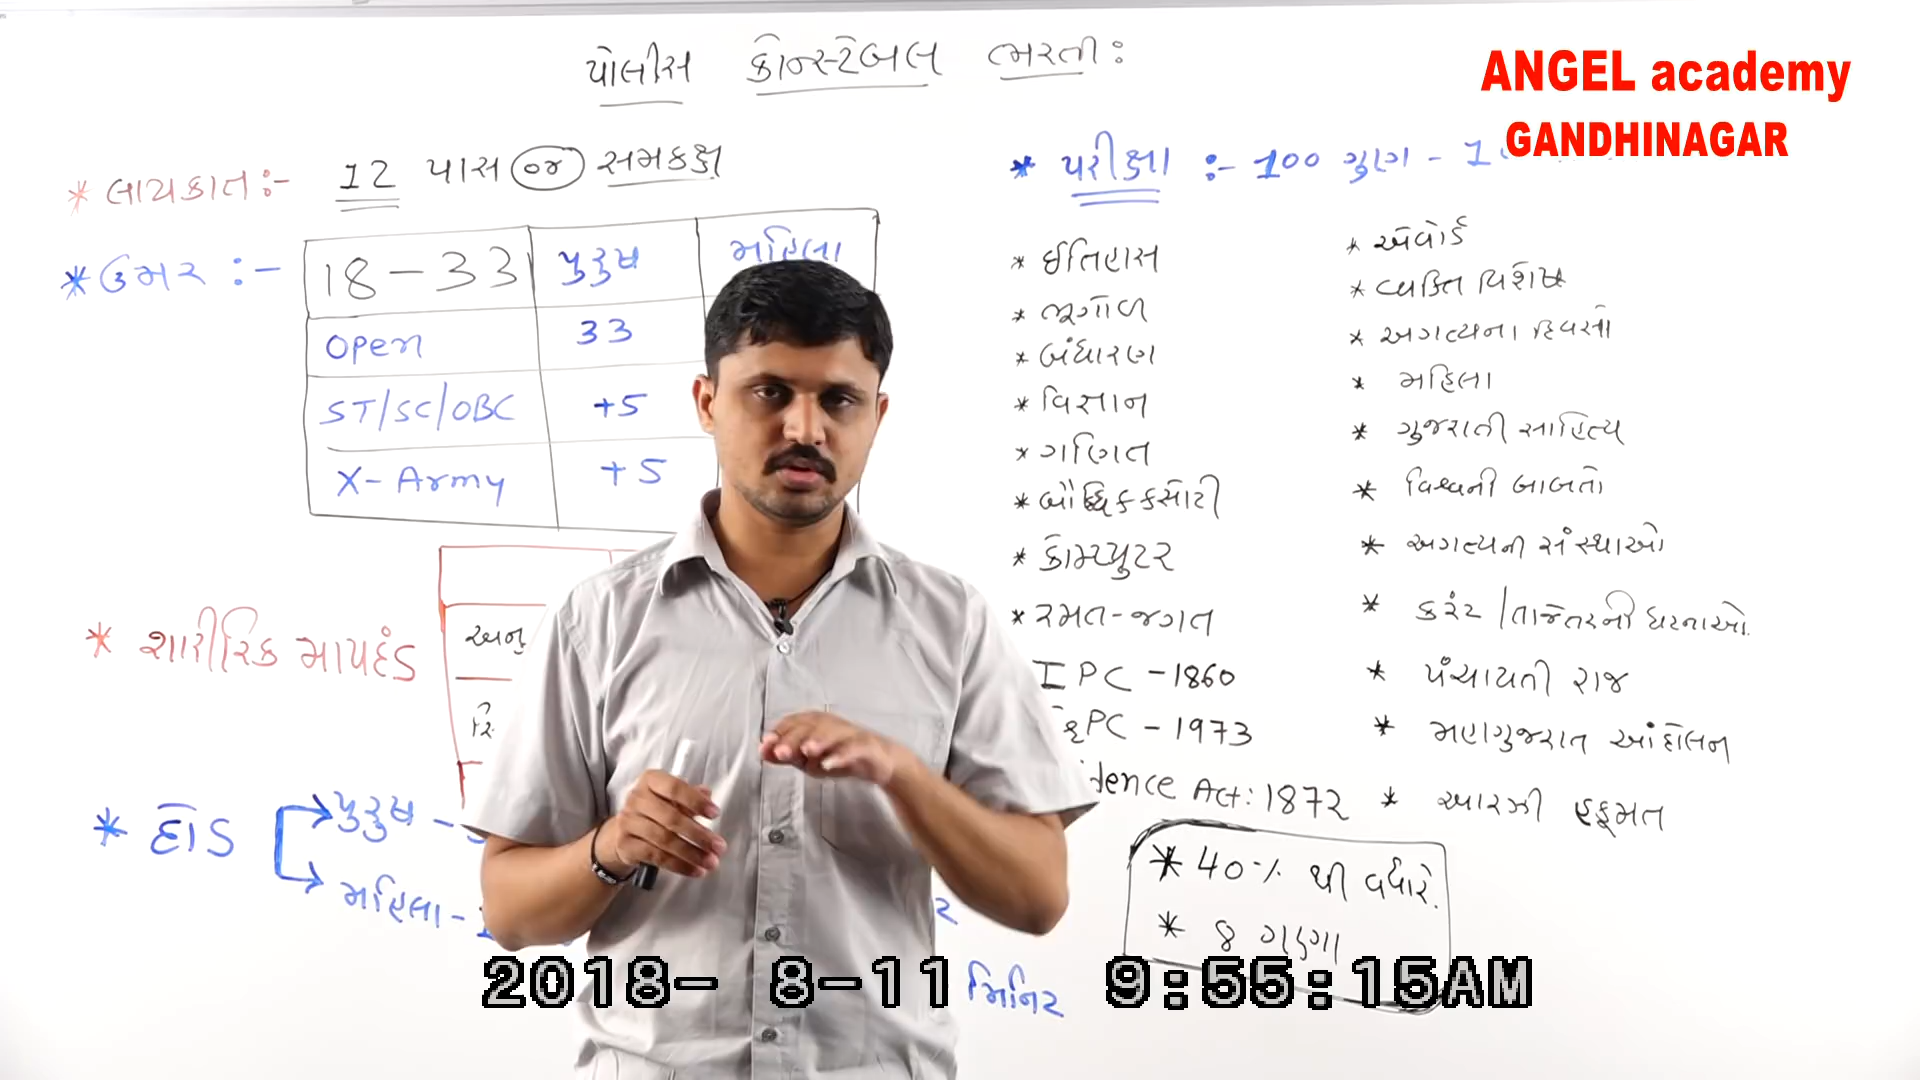 પોલીસ કોન્સ્ટેબલ ભરતી :
ANGEL academy
GANDHINAGAR
* લાયકાત :- 12 પાસ or સમકક્ષ
* ઉંમર :-
18 - 33 પુરુષ મહિલા
Open 33
ST/SC/OBC +5
X-Army +5
* શારીરિક માપદંડ
અનુ
* દોડ
પુરુષ -
મહિલા -
મિનિટ
* પરીક્ષા :- 100 ગુણ -
* ઈતિહાસ
* ભૂગોળ
* બંધારણ
* વિજ્ઞાન
* ગણિત
* બૌદ્ધિક કસોટી
* કોમ્પ્યુટર
* રમત-જગત
IPC - 1860
PC - 1973
dence Act : 1872
* એવોર્ડ
* વ્યક્તિ વિશેષ
* અગત્યના દિવસો
* મહિલા
* ગુજરાતી સાહિત્ય
* વિશ્વની બાબતો
* અગત્યની સંસ્થાઓ
* કરંટ / તાજેતરની ઘટનાઓ
* પંચાયતી રાજ
* મહાગુજરાત આંદોલન
* આરઝી હકૂમત
* 40% થી વધારે.
* 8 ગણા
2018- 8-11 9:55:15AM